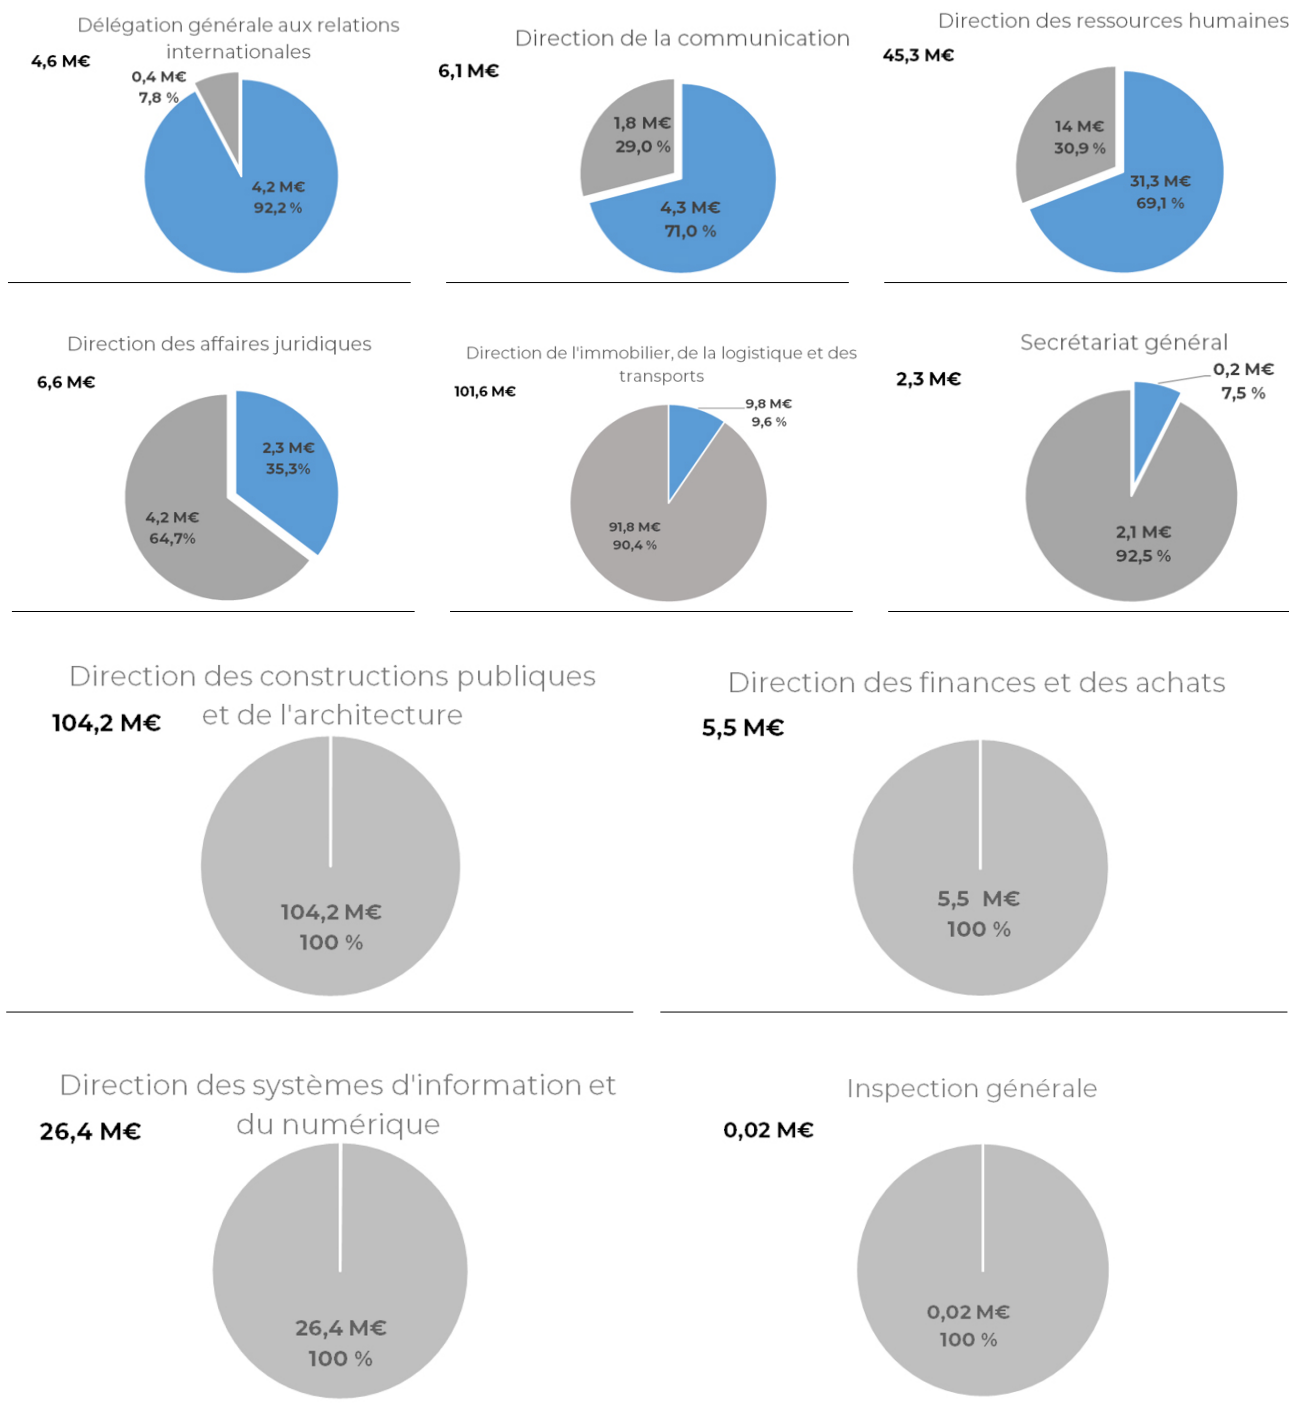 Délégation générale aux relations
internationales
4,6 M€
0,4 M€
7,8 %
4,2 M€
92,2 %
Direction de la communication
6,1 M€
1,8 M€
29,0 %
4,3 M€
71,0 %
Direction des ressources humaines
45,3 M€
14 M€
30,9 %
31,3 M€
69,1 %
Direction des affaires juridiques
6,6 M€
2,3 M€
35,3%
4,2 M€
64,7%
Direction de l'immobilier, de la logistique et des
transports
101,6 M€
9,8 M€
9,6 %
91,8 M€
90,4 %
Secrétariat général
2,3 M€
0,2 M€
7,5 %
2,1 M€
92,5 %
Direction des constructions publiques
et de l'architecture
104,2 M€
104,2 M€
100 %
Direction des finances et des achats
5,5 M€
5,5 M€
100 %
Direction des systèmes d'information et
du numérique
26,4 M€
26,4 M€
100 %
Inspection générale
0,02 M€
0,02 M€
100 %